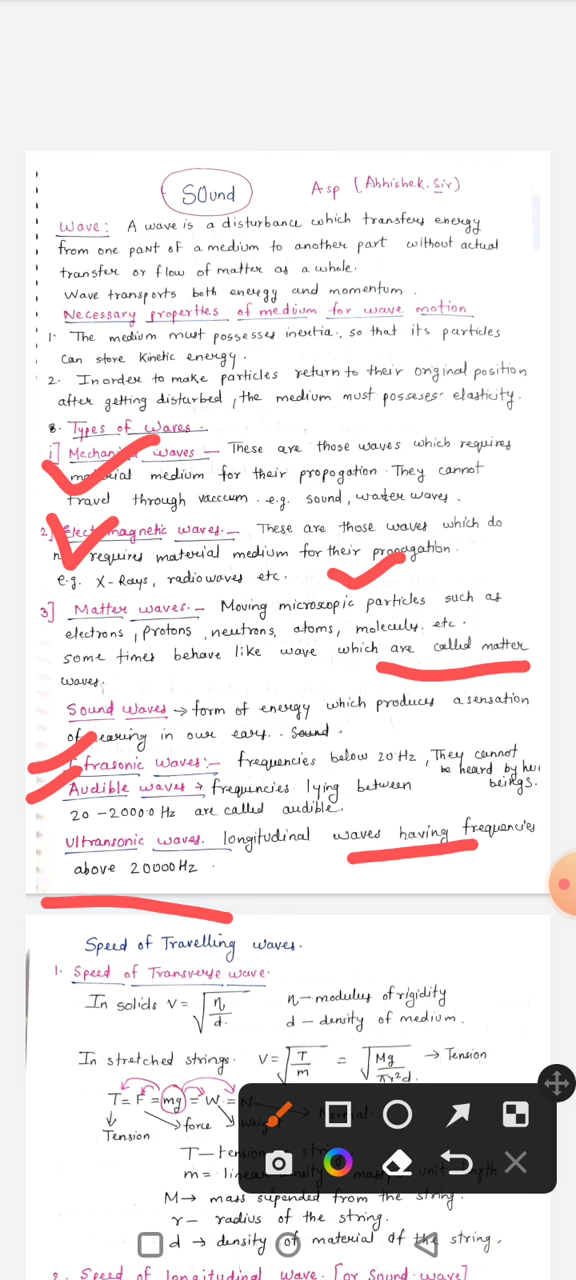 Sound
Asp (Abhishek. Siv)
Wave: A wave is a disturbance which transfers energy
from one part of a medium to another part without actual
transfer or flow of matter as a whole.
Wave transports both energy and momentum.
Necessary properties of medium for wave motion
1. The medium must possesses inertia, so that its particles
can store kinetic energy.
2. Inorder to make particles return to their original position
after getting disturbed, the medium must posseses elasticity.
Types of waves.
1] Mechanical waves — These are those waves which requires
material medium for their propogation. They cannot
travel through vaccum. e.g. sound, water waves.
2] Electromagnetic waves. — These are those waves which do
requires material medium for their propagation.
e.g. X-Rays, radiowaves etc.
3] Matter waves. — Moving microscopic particles such as
electrons, protons, neutrons, atoms, molecules. etc.
some times behave like wave which are called matter
waves.
Sound waves → form of energy which produces a sensation
of hearing in our ears. - Sound.
Infrasonic waves: — frequencies below 20 Hz, They cannot
be heard by
beings.
Audible waves → frequencies lying between
20 - 20000 Hz are called audible.
Ultransonic waves. longitudinal waves having frequencies
above 20000 Hz.
Speed of Travelling waves.
1. Speed of Transverse wave.
In solids V = √n/d
n - modulus of rigidity
d - density of medium.
In stretched strings. V = √T/m = √Mg/πr²d → Tension
T = F = mg = W = N
Tension
force
T — 
m = 
M → mass supended from the string.
r — radius of the string.
d → density of material of the string.
2. Speed of longitudinal wave. [or Sound wave]